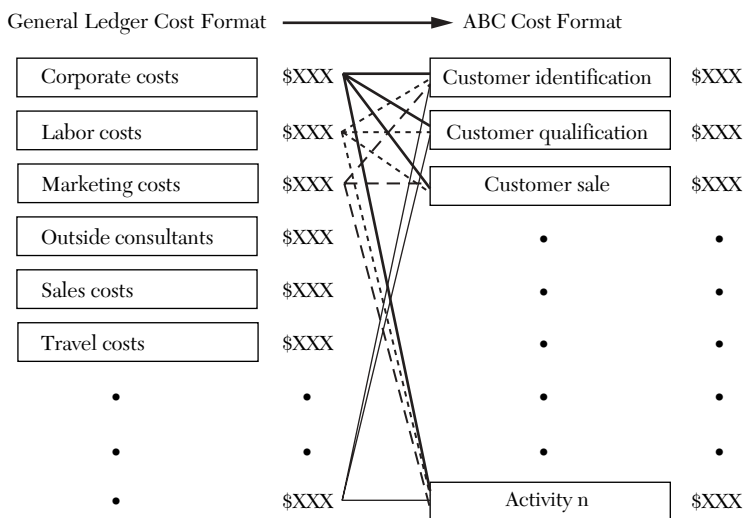 General Ledger Cost Format ABC Cost Format
Corporate costs $XXX Customer identification $XXX
Labor costs $XXX Customer qualification $XXX
Marketing costs $XXX Customer sale $XXX
Outside consultants $XXX
Sales costs $XXX
Travel costs $XXX
$XXX Activity n $XXX